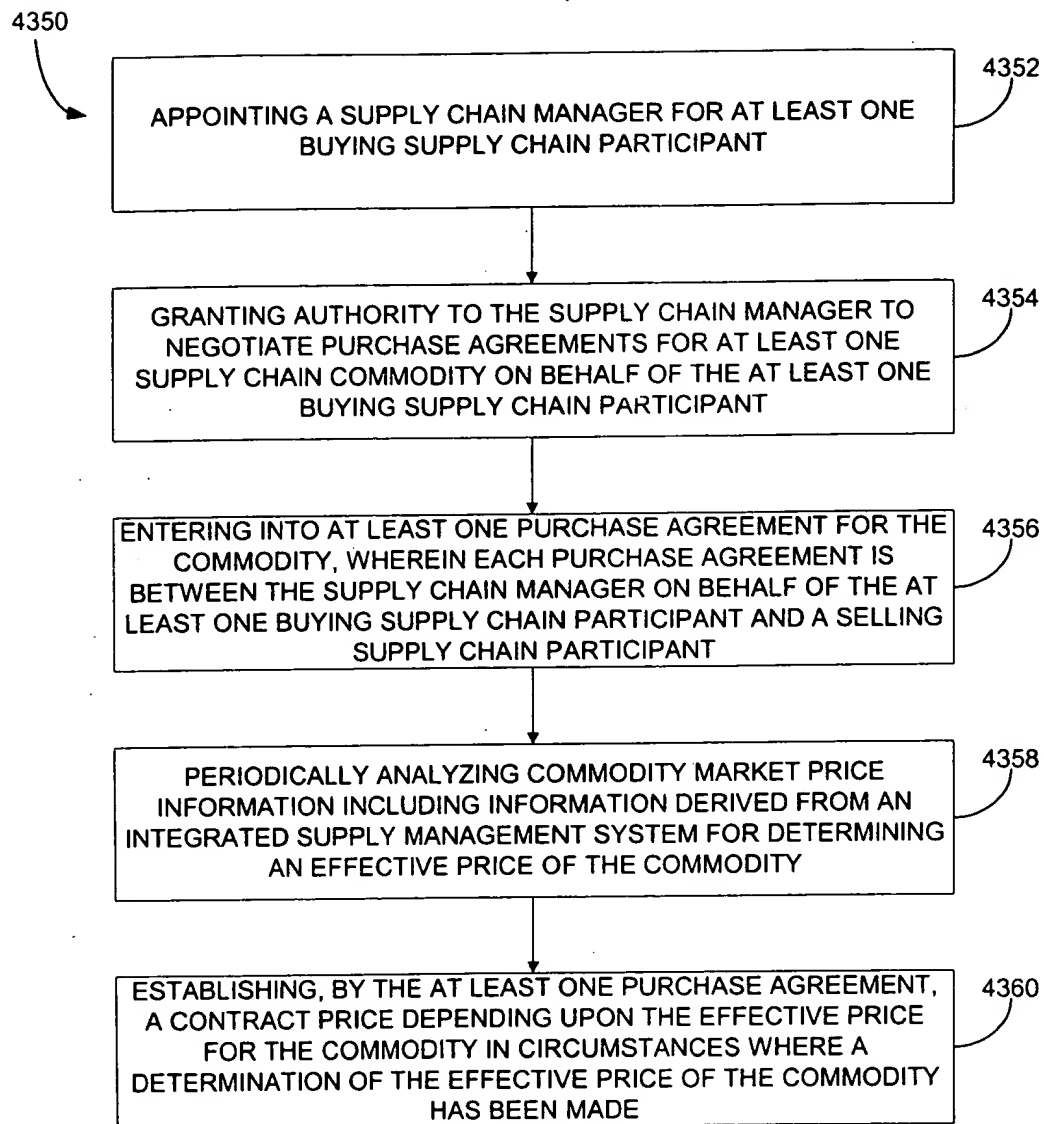 4350
4352
APPOINTING A SUPPLY CHAIN MANAGER FOR AT LEAST ONE
BUYING SUPPLY CHAIN PARTICIPANT
4354
GRANTING AUTHORITY TO THE SUPPLY CHAIN MANAGER TO
NEGOTIATE PURCHASE AGREEMENTS FOR AT LEAST ONE
SUPPLY CHAIN COMMODITY ON BEHALF OF THE AT LEAST ONE
BUYING SUPPLY CHAIN PARTICIPANT
4356
ENTERING INTO AT LEAST ONE PURCHASE AGREEMENT FOR THE
COMMODITY, WHEREIN EACH PURCHASE AGREEMENT IS
BETWEEN THE SUPPLY CHAIN MANAGER ON BEHALF OF THE AT
LEAST ONE BUYING SUPPLY CHAIN PARTICIPANT AND A SELLING
SUPPLY CHAIN PARTICIPANT
4358
PERIODICALLY ANALYZING COMMODITY MARKET PRICE
INFORMATION INCLUDING INFORMATION DERIVED FROM AN
INTEGRATED SUPPLY MANAGEMENT SYSTEM FOR DETERMINING
AN EFFECTIVE PRICE OF THE COMMODITY
4360
ESTABLISHING, BY THE AT LEAST ONE PURCHASE AGREEMENT,
A CONTRACT PRICE DEPENDING UPON THE EFFECTIVE PRICE
FOR THE COMMODITY IN CIRCUMSTANCES WHERE A
DETERMINATION OF THE EFFECTIVE PRICE OF THE COMMODITY
HAS BEEN MADE